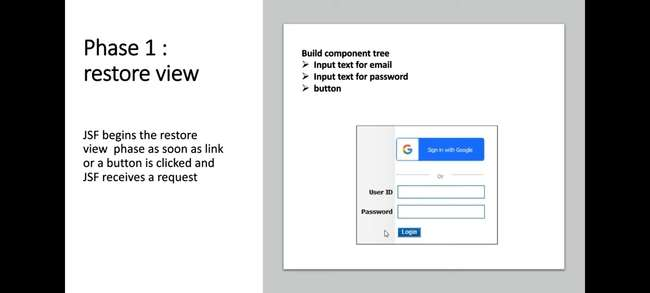 Phase 1 :
restore view
JSF begins the restore
view phase as soon as link
or a button is clicked and
JSF receives a request
Build component tree
➢ Input text for email
➢ Input text for password
➢ button
G
Sign in with Google
Or
User ID
Password
Login